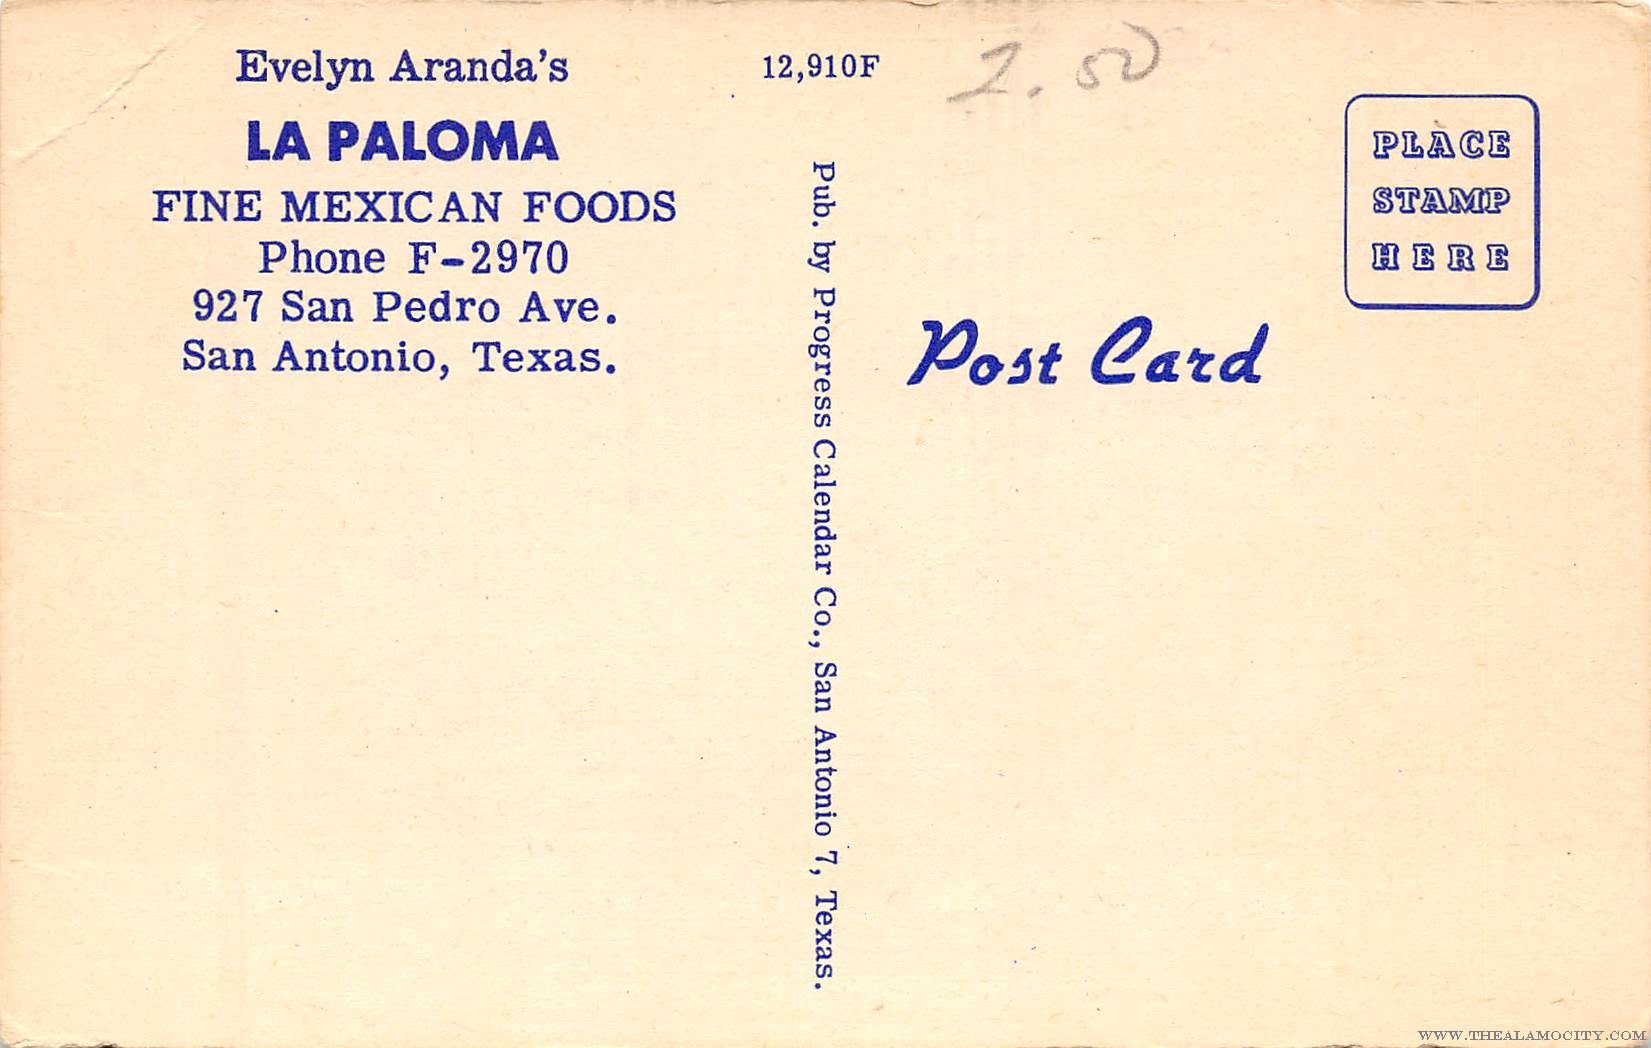 Evelyn Aranda's
LA PALOMA
FINE MEXICAN FOODS
Phone F-2970
927 San Pedro Ave.
San Antonio, Texas.
12,910F
2.50
Pub. by Progress Calendar Co., San Antonio 7, Texas.
PLACE
STAMP
HERE
Post Card
WWW.THEALAMOCITY.COM